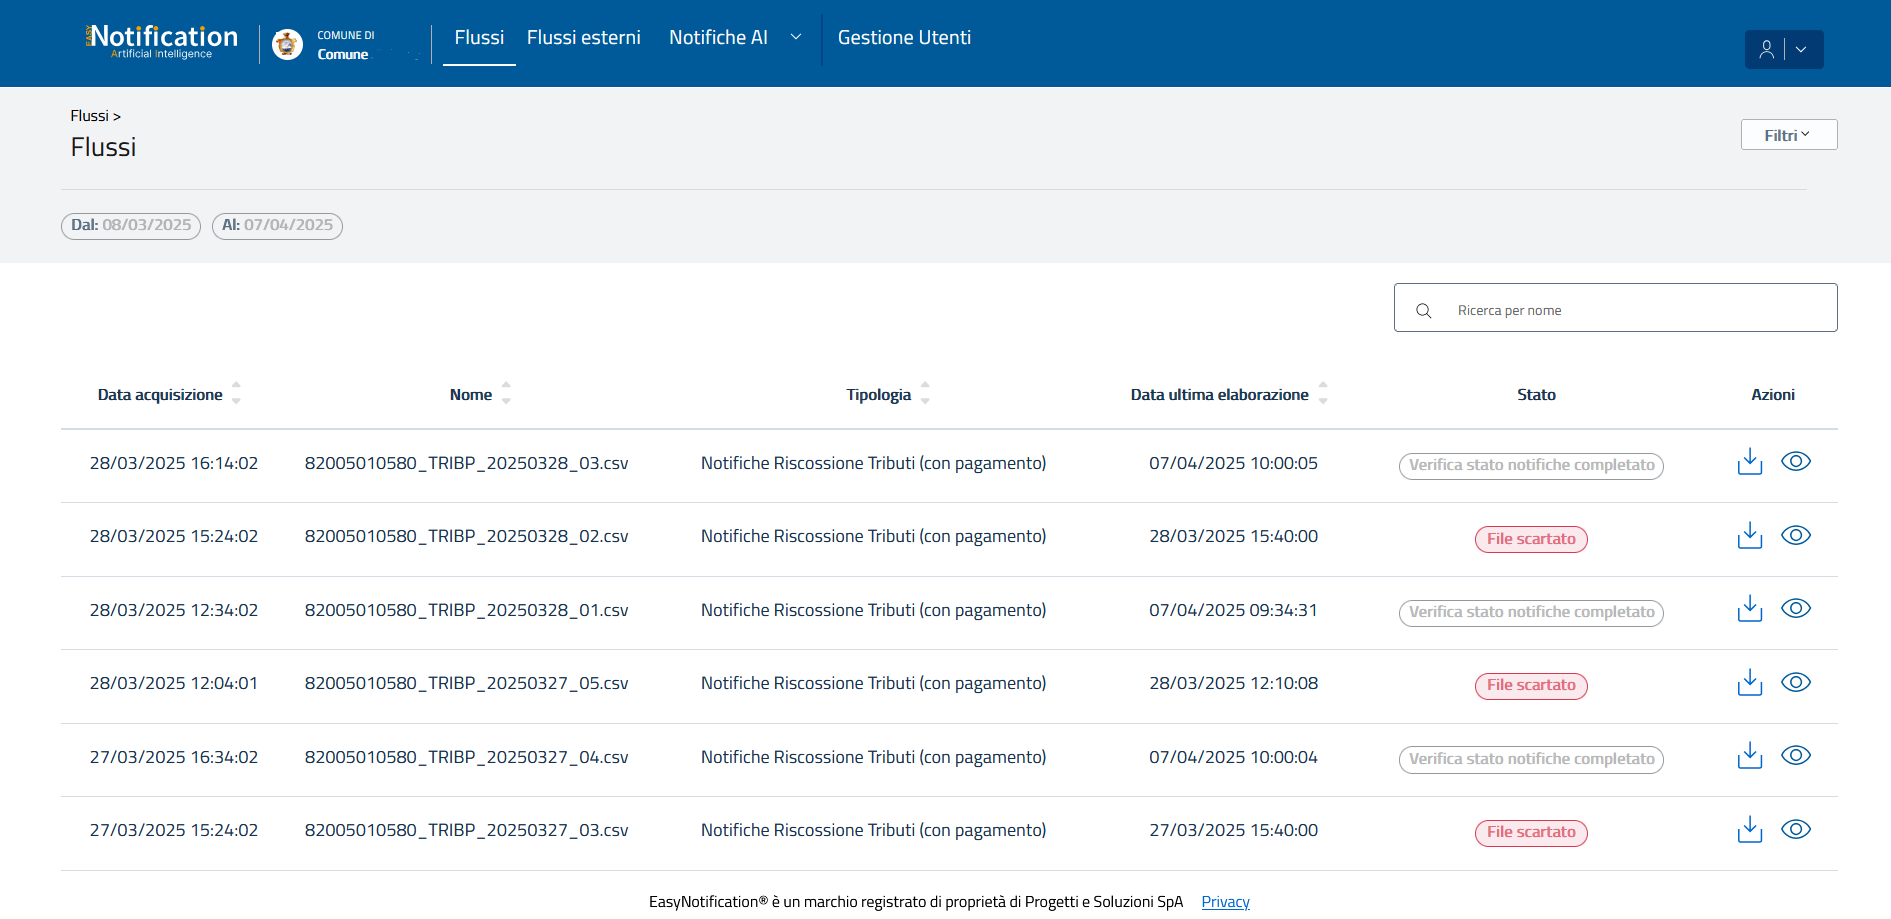 EASY Notification
Artificial Intelligence
COMUNE DI
Comune
Flussi
Flussi esterni
Notifiche AI
Gestione Utenti
Flussi >
Flussi
Filtri
Dal: 08/03/2025
Al: 07/04/2025
Ricerca per nome
Data acquisizione Nome Tipologia Data ultima elaborazione Stato Azioni
28/03/2025 16:14:02 82005010580_TRIBP_20250328_03.csv Notifiche Riscossione Tributi (con pagamento) 07/04/2025 10:00:05 Verifica stato notifiche completato
28/03/2025 15:24:02 82005010580_TRIBP_20250328_02.csv Notifiche Riscossione Tributi (con pagamento) 28/03/2025 15:40:00 File scartato
28/03/2025 12:34:02 82005010580_TRIBP_20250328_01.csv Notifiche Riscossione Tributi (con pagamento) 07/04/2025 09:34:31 Verifica stato notifiche completato
28/03/2025 12:04:01 82005010580_TRIBP_20250327_05.csv Notifiche Riscossione Tributi (con pagamento) 28/03/2025 12:10:08 File scartato
27/03/2025 16:34:02 82005010580_TRIBP_20250327_04.csv Notifiche Riscossione Tributi (con pagamento) 07/04/2025 10:00:04 Verifica stato notifiche completato
27/03/2025 15:24:02 82005010580_TRIBP_20250327_03.csv Notifiche Riscossione Tributi (con pagamento) 27/03/2025 15:40:00 File scartato
EasyNotification® è un marchio registrato di proprietà di Progetti e Soluzioni SpA Privacy